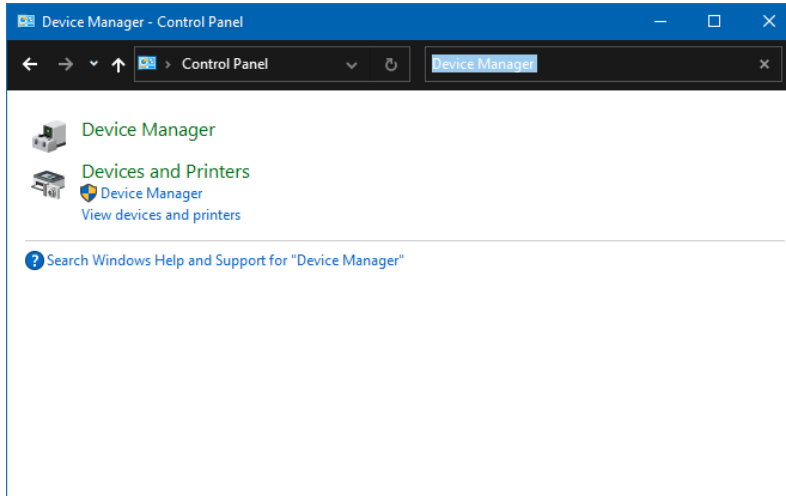 Device Manager - Control Panel
Control Panel
Device Manager
Device Manager
Devices and Printers
Device Manager
View devices and printers
Search Windows Help and Support for "Device Manager"